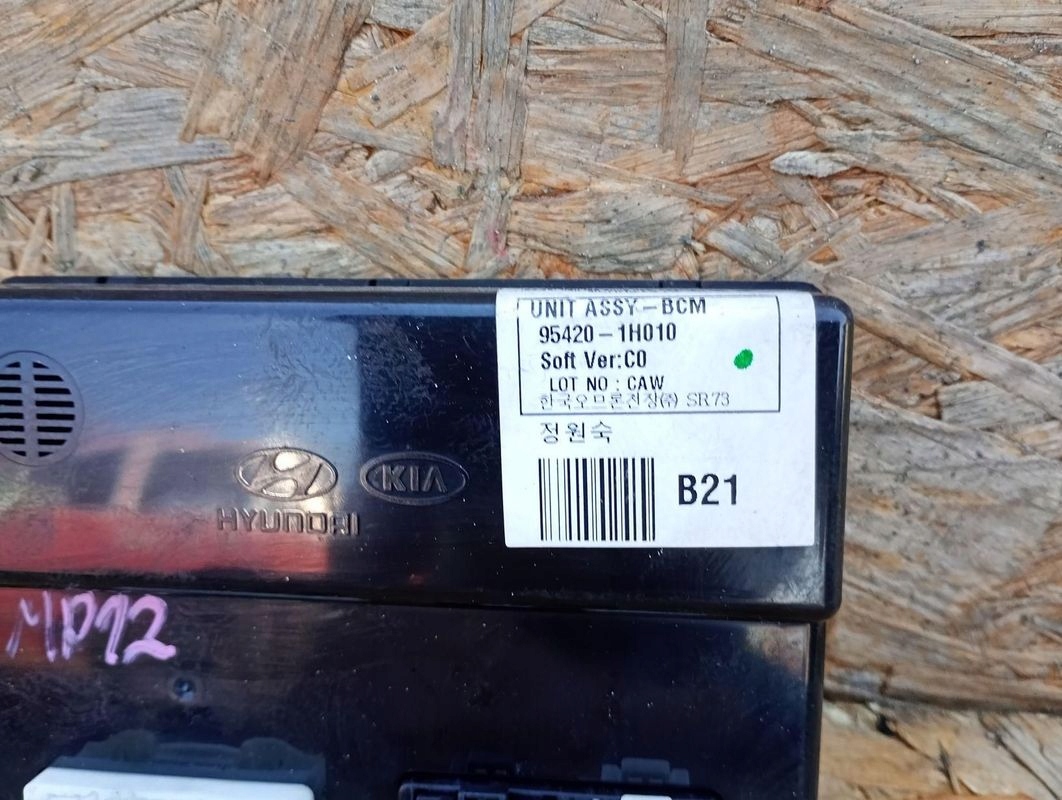 UNIT ASSY-BCM
95420-1H010
Soft Ver:C0
LOT NO : CAW
한국오므론전장㈜ SR73
정원숙
B21
KIA
HYUNDAI
MP12